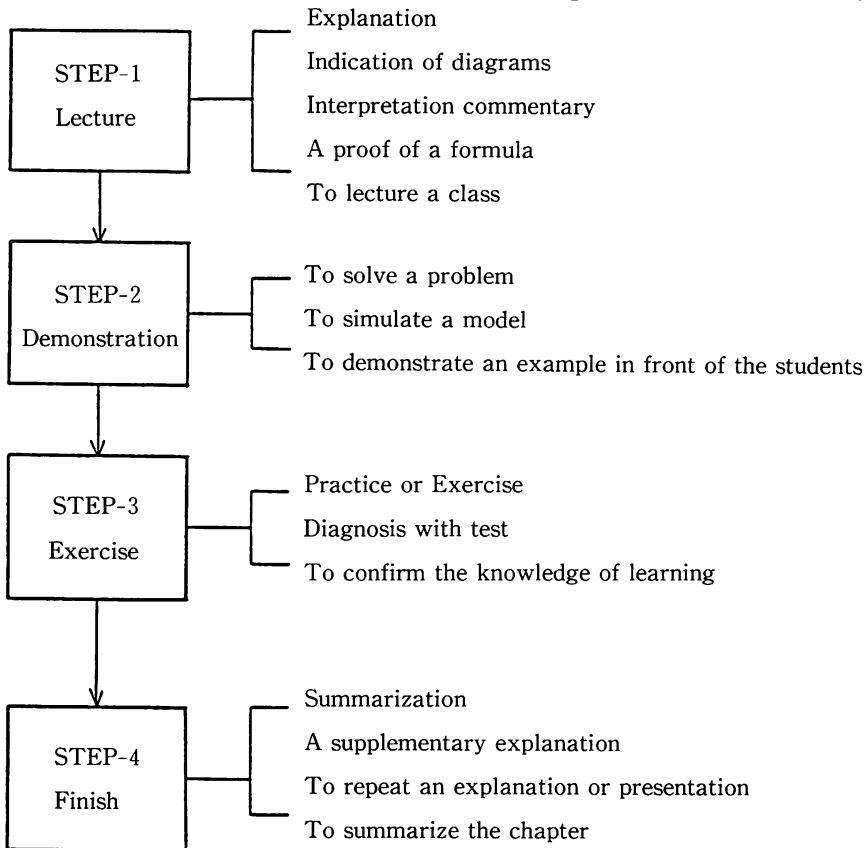 Explanation
STEP-1
Lecture
Indication of diagrams
Interpretation commentary
A proof of a formula
To lecture a class
STEP-2
Demonstration
To solve a problem
To simulate a model
To demonstrate an example in front of the students
STEP-3
Exercise
Practice or Exercise
Diagnosis with test
To confirm the knowledge of learning
STEP-4
Finish
Summarization
A supplementary explanation
To repeat an explanation or presentation
To summarize the chapter